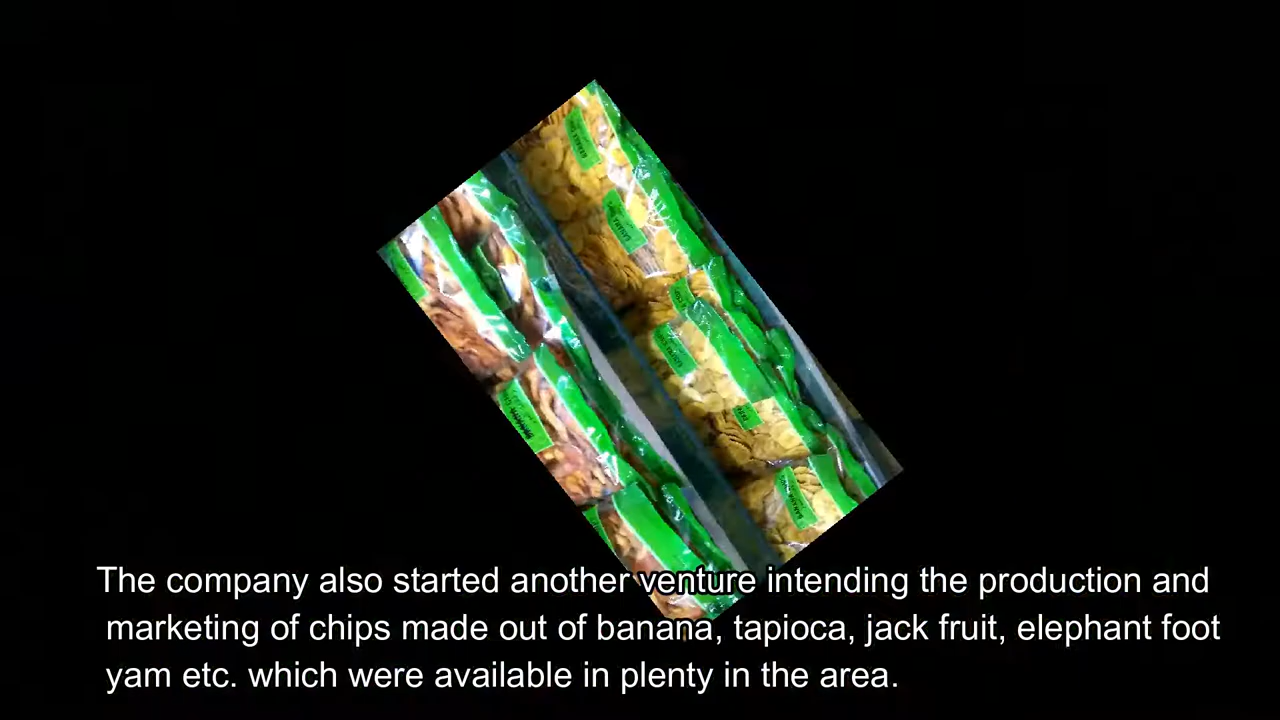 The company also started another venture intending the production and
marketing of chips made out of banana, tapioca, jack fruit, elephant foot
yam etc. which were available in plenty in the area.